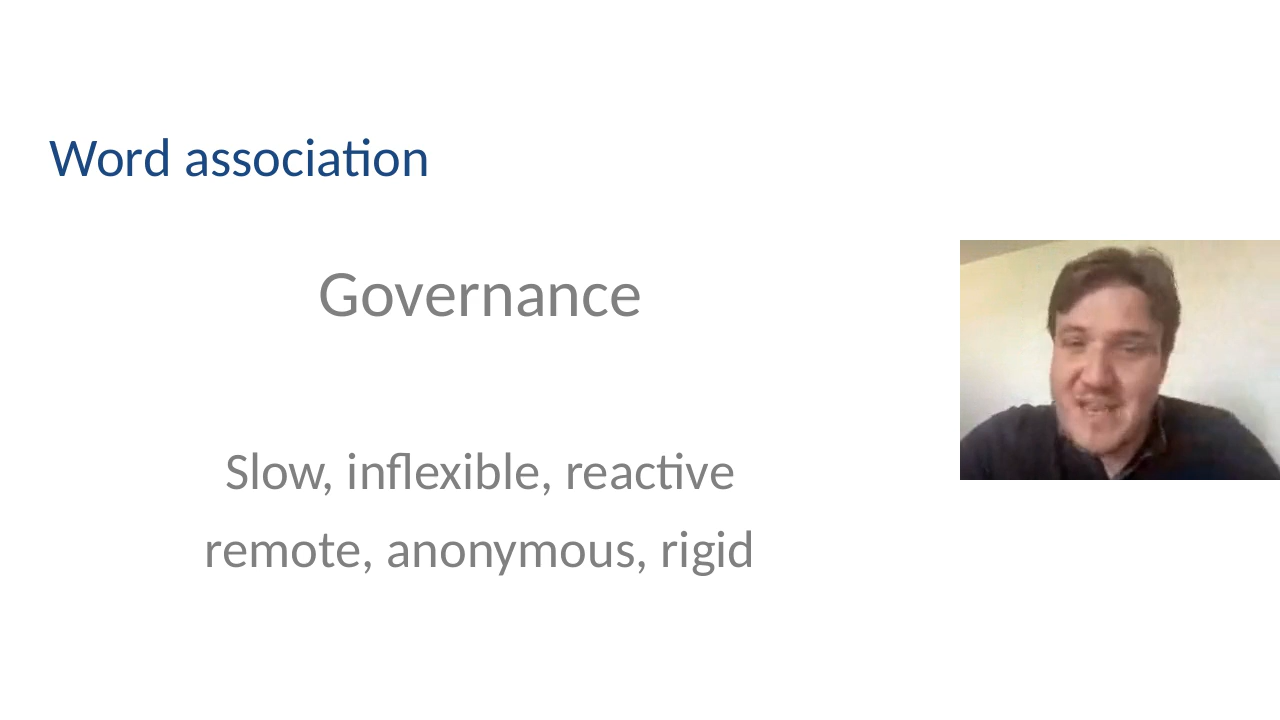 Word association
Governance
Slow, inflexible, reactive
remote, anonymous, rigid